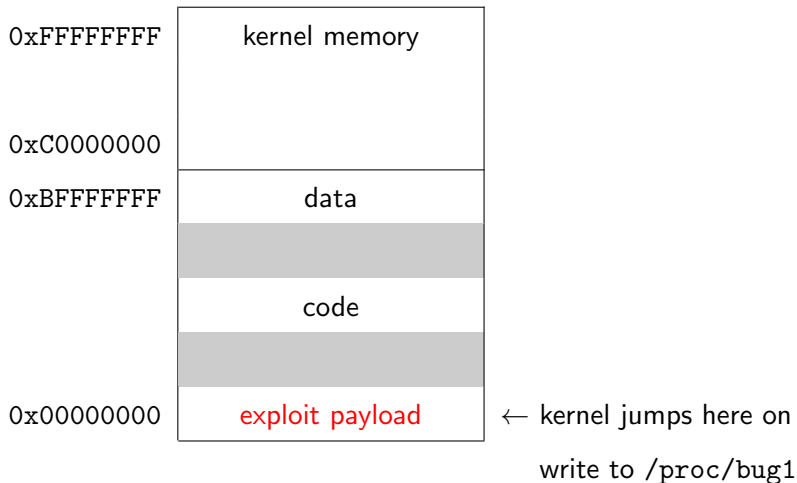 0xFFFFFFFF kernel memory
0xC0000000
0xBFFFFFFF data
code
0x00000000 exploit payload ← kernel jumps here on
write to /proc/bug1